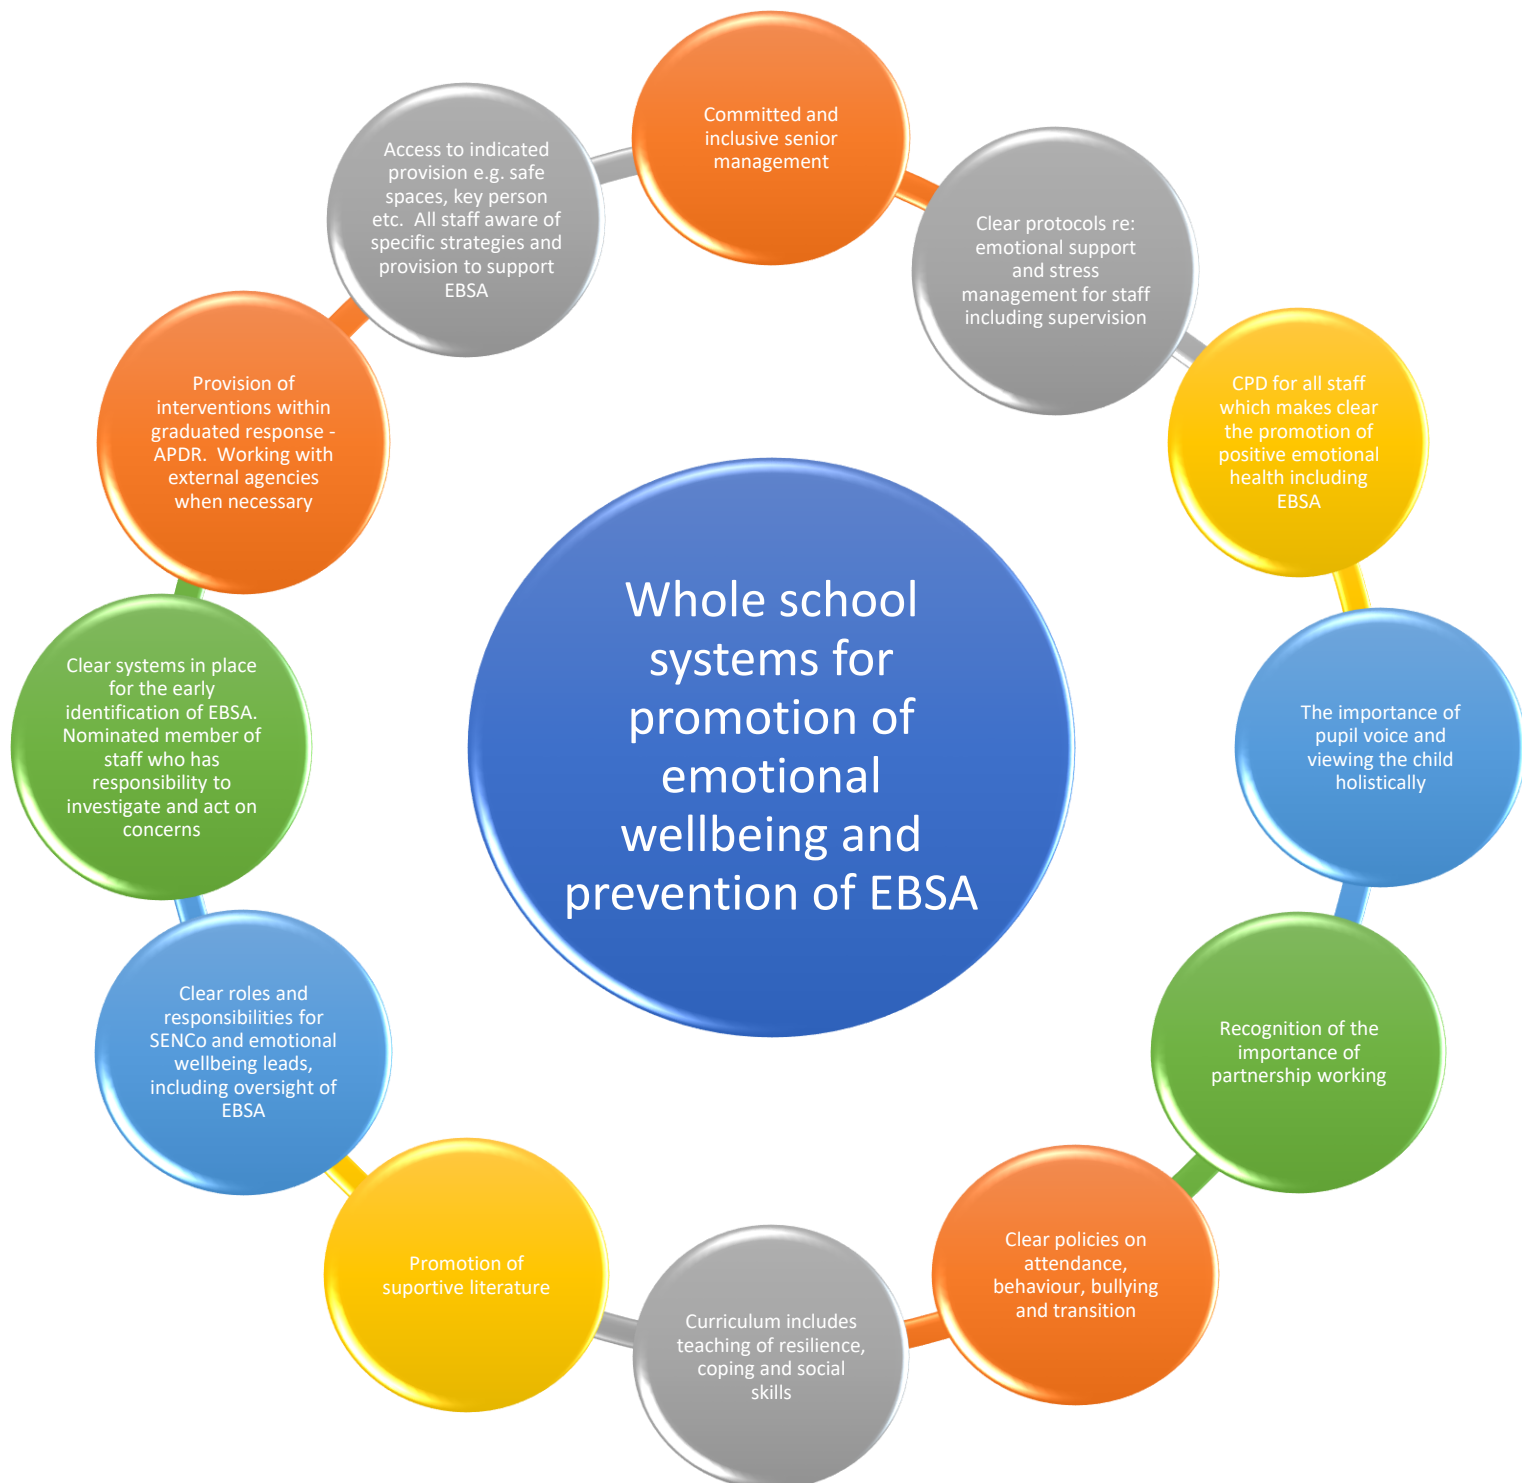 Committed and
inclusive senior
management
Clear protocols re:
emotional support
and stress
management for staff
including supervision
CPD for all staff
which makes clear
the promotion of
positive emotional
health including
EBSA
The importance of
pupil voice and
viewing the child
holistically
Recognition of the
importance of
partnership working
Clear policies on
attendance,
behaviour, bullying
and transition
Curriculum includes
teaching of resilience,
coping and social
skills
Promotion of
suportive literature
Clear roles and
responsibilities for
SENCo and emotional
wellbeing leads,
including oversight of
EBSA
Clear systems in place
for the early
identification of EBSA.
Nominated member of
staff who has
responsibility to
investigate and act on
concerns
Provision of
interventions within
graduated response -
APDR.  Working with
external agencies
when necessary
Access to indicated
provision e.g. safe
spaces, key person
etc.  All staff aware of
specific strategies and
provision to support
EBSA
Whole school
systems for
promotion of
emotional
wellbeing and
prevention of EBSA